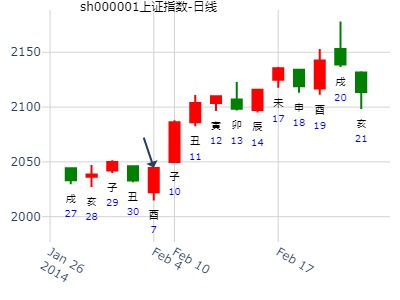 sh000001上证指数-日线
2150
2100
2050
2000
戌
27
亥
28
子
29
丑
30
酉
7
子
10
丑
11
寅
12
卯
13
辰
14
未
17
申
18
酉
19
戌
20
亥
21
Jan 26
2014
Feb 4
Feb 10
Feb 17